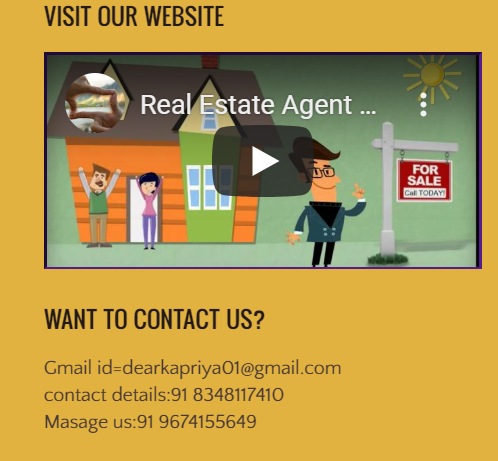 VISIT OUR WEBSITE
Real Estate Agent ...
FOR
SALE
Call TODAY!
WANT TO CONTACT US?
Gmail id=dearkapriya01@gmail.com
contact details:91 8348117410
Masage us:91 9674155649